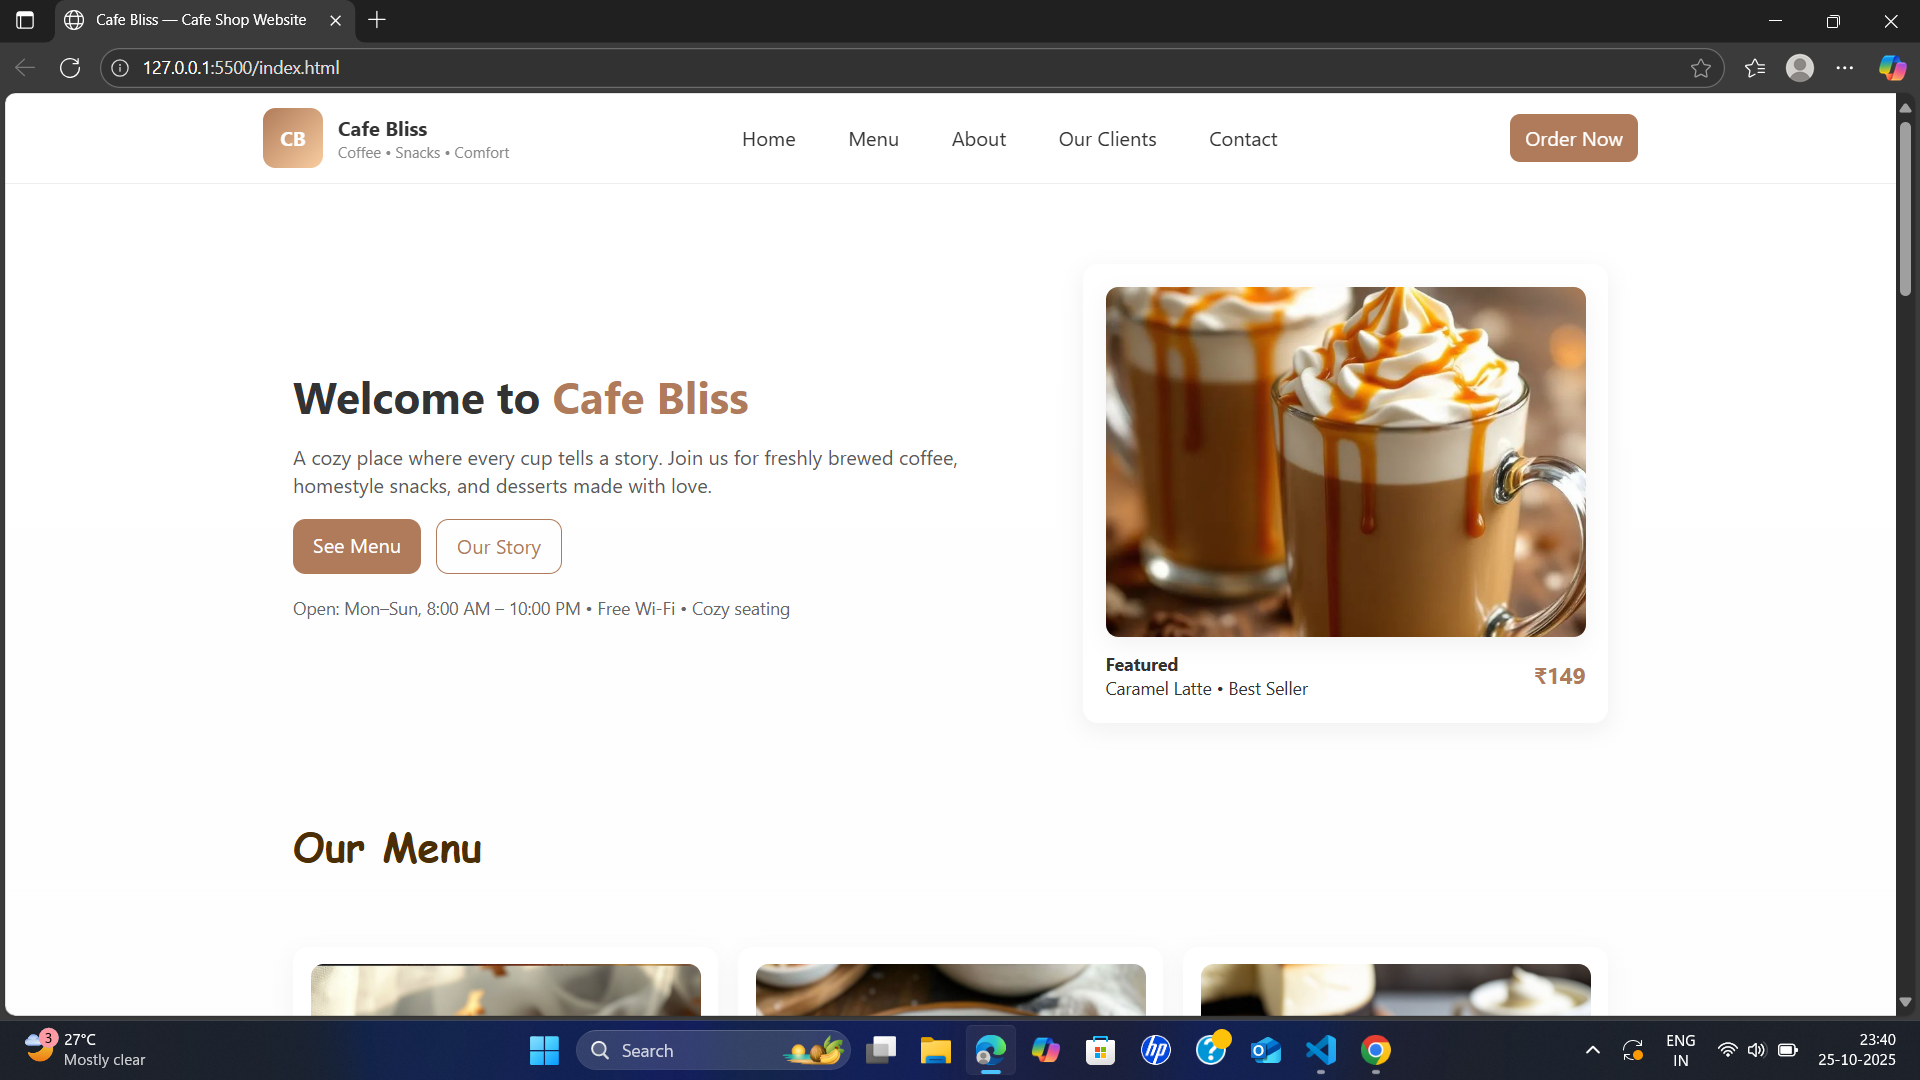 Cafe Bliss — Cafe Shop Website
127.0.0.1:5500/index.html
CB
Cafe Bliss
Coffee • Snacks • Comfort
Home
Menu
About
Our Clients
Contact
Order Now
Welcome to Cafe Bliss
A cozy place where every cup tells a story. Join us for freshly brewed coffee,
homestyle snacks, and desserts made with love.
See Menu
Our Story
Open: Mon–Sun, 8:00 AM – 10:00 PM • Free Wi-Fi • Cozy seating
Featured
Caramel Latte • Best Seller
₹149
Our Menu
3
27°C
Mostly clear
Search
hp
?
O
ENG
IN
23:40
25-10-2025